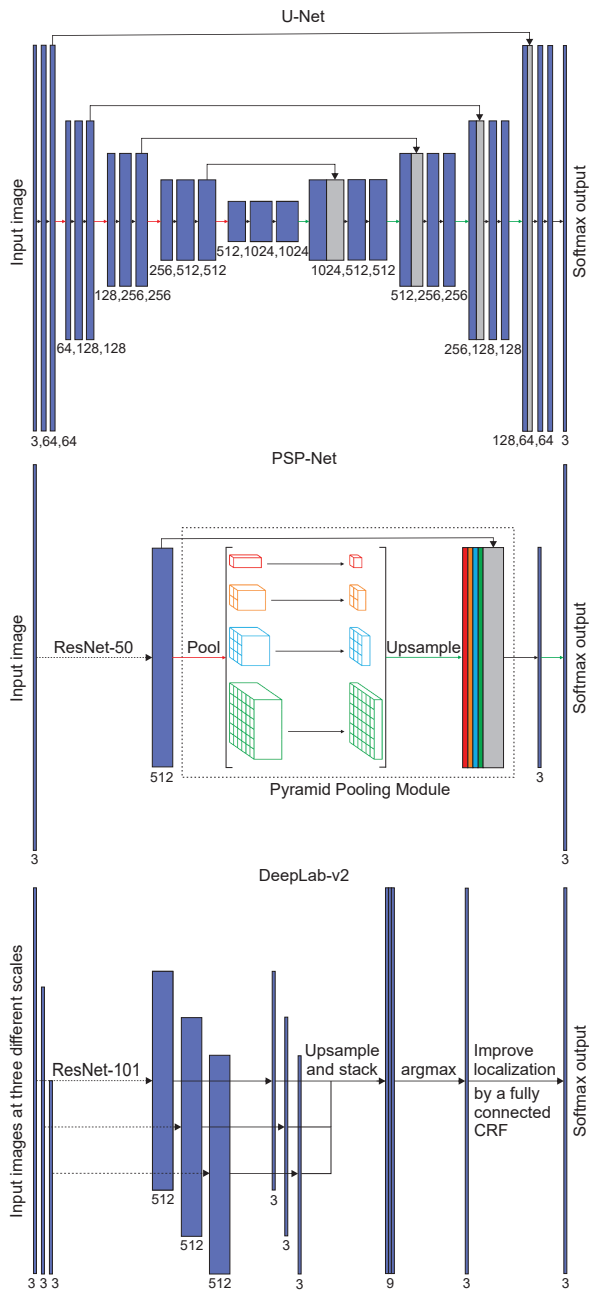 U-Net
Input image
Softmax output
512,1024,1024
256,512,512
1024,512,512
128,256,256
512,256,256
64,128,128
256,128,128
3,64,64
128,64,64
3
PSP-Net
Input image
ResNet-50
Pool
Upsample
Softmax output
512
Pyramid Pooling Module
3
3
3
DeepLab-v2
Input images at three different scales
ResNet-101
Upsample
and stack
argmax
Improve
localization
by a fully
connected
CRF
Softmax output
512
3
512
3
512
3
3
3
3
9
3
3